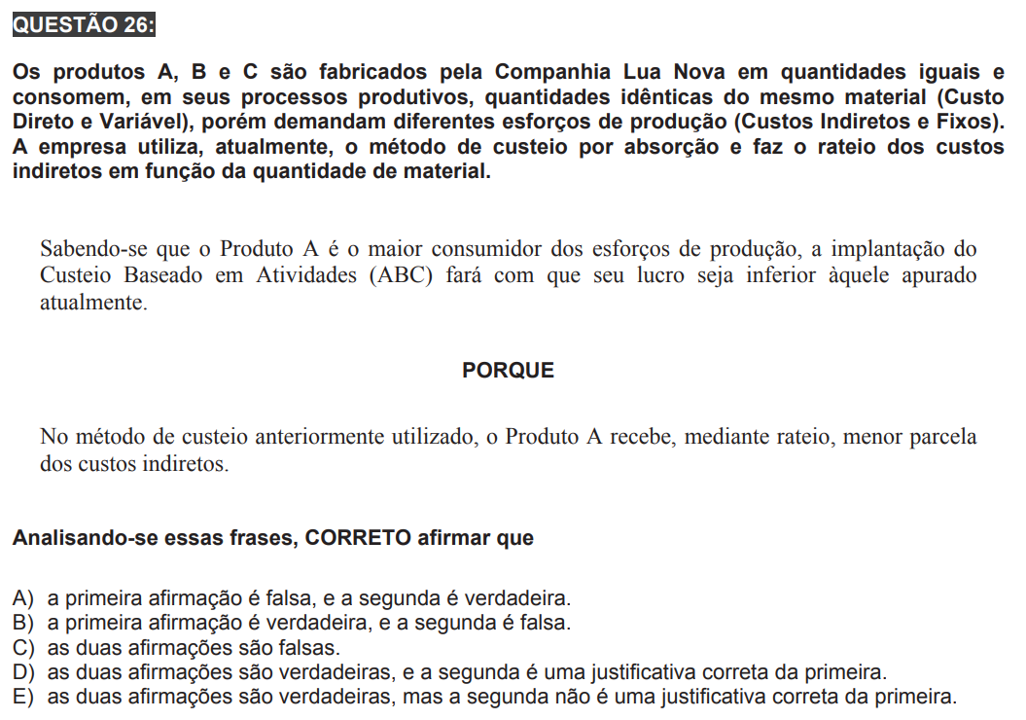 QUESTÃO 26:
Os produtos A, B e C são fabricados pela Companhia Lua Nova em quantidades iguais e
consomem, em seus processos produtivos, quantidades idênticas do mesmo material (Custo
Direto e Variável), porém demandam diferentes esforços de produção (Custos Indiretos e Fixos).
A empresa utiliza, atualmente, o método de custeio por absorção e faz o rateio dos custos
indiretos em função da quantidade de material.
Sabendo-se que o Produto A é o maior consumidor dos esforços de produção, a implantação do
Custeio Baseado em Atividades (ABC) fará com que seu lucro seja inferior àquele apurado
atualmente.
PORQUE
No método de custeio anteriormente utilizado, o Produto A recebe, mediante rateio, menor parcela
dos custos indiretos.
Analisando-se essas frases, CORRETO afirmar que
A) a primeira afirmação é falsa, e a segunda é verdadeira.
B) a primeira afirmação é verdadeira, e a segunda é falsa.
C) as duas afirmações são falsas.
D) as duas afirmações são verdadeiras, e a segunda é uma justificativa correta da primeira.
E) as duas afirmações são verdadeiras, mas a segunda não é uma justificativa correta da primeira.